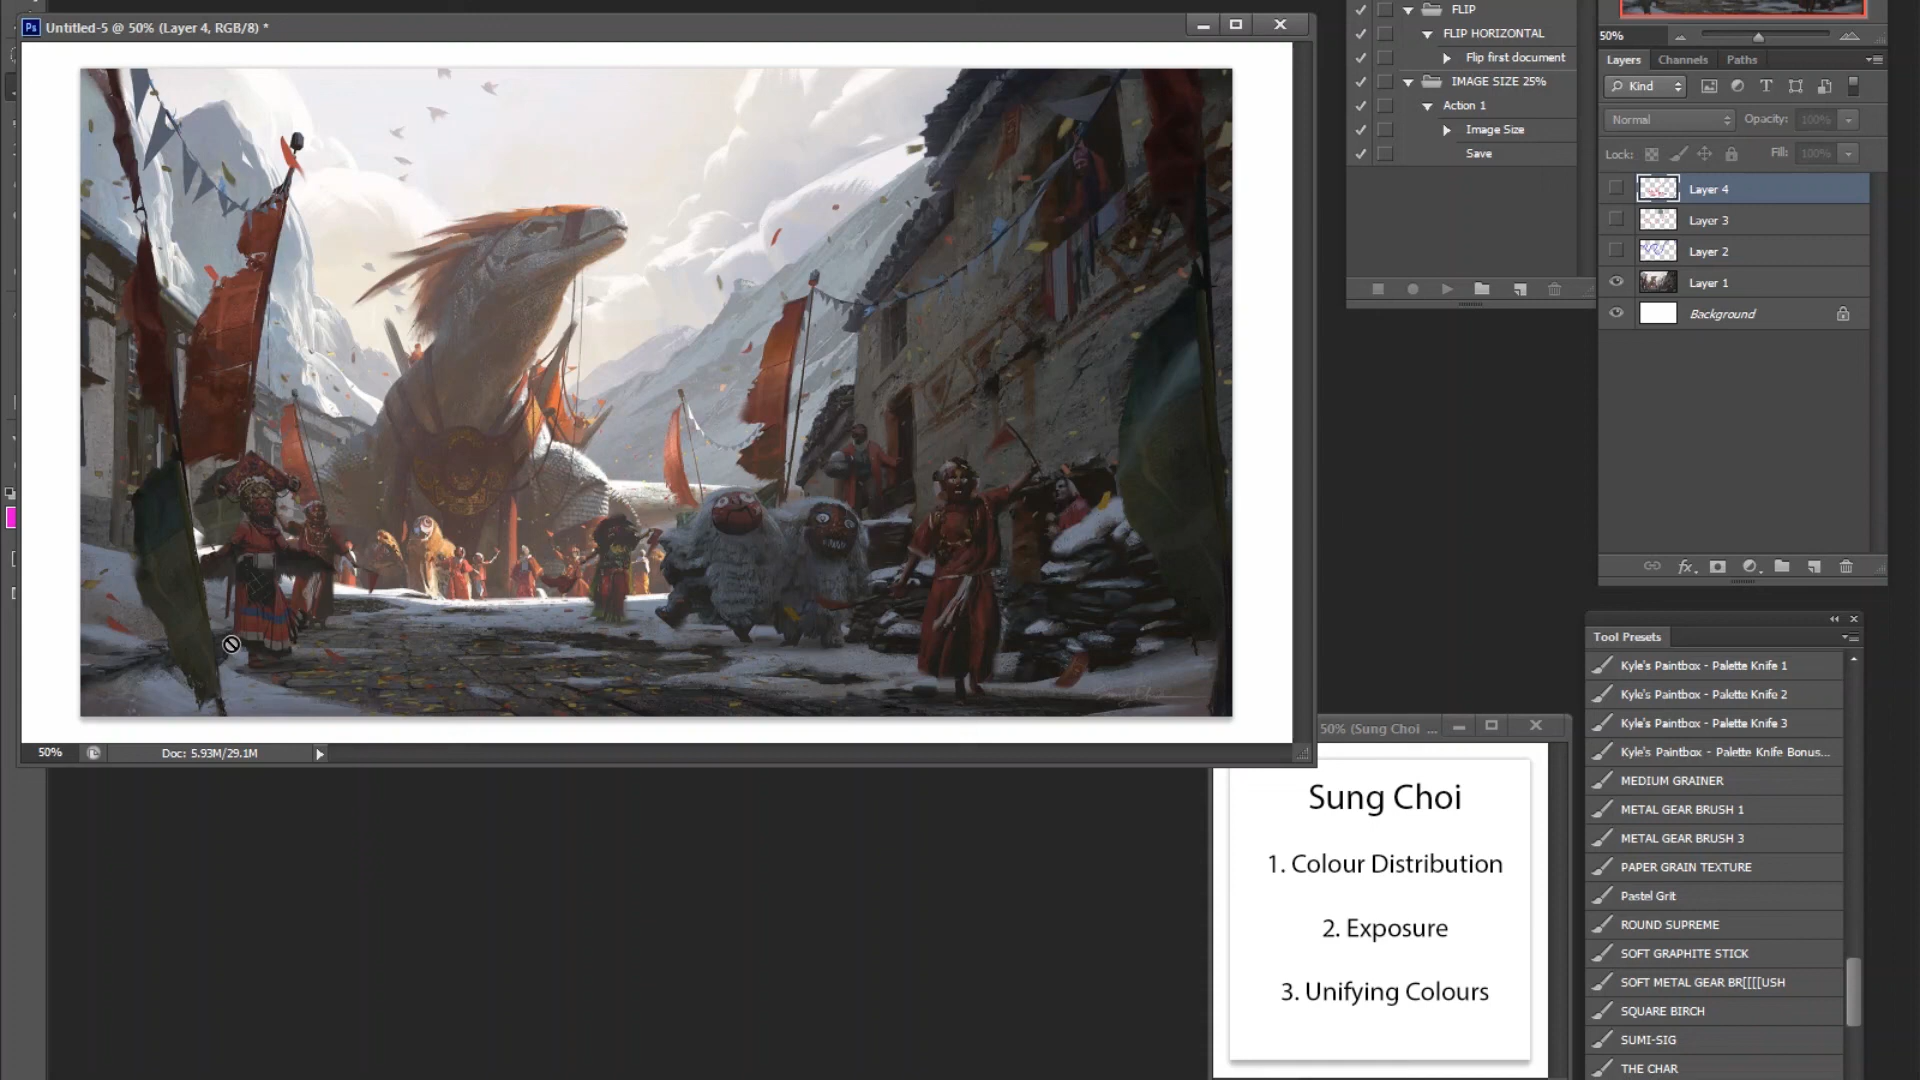 Untitled-5 @ 50% (Layer 4, RGB/8) *
50%
Doc: 5.93M/29.1M
FLIP
FLIP HORIZONTAL
Flip first document
IMAGE SIZE 25%
Action 1
Image Size
Save
50%
Layers
Channels
Paths
Kind
Normal
Opacity:
100%
Lock:
Fill:
100%
Layer 4
Layer 3
Layer 2
Layer 1
Background
fx
Tool Presets
Kyle's Paintbox - Palette Knife 1
Kyle's Paintbox - Palette Knife 2
Kyle's Paintbox - Palette Knife 3
Kyle's Paintbox - Palette Knife Bonus...
MEDIUM GRAINER
METAL GEAR BRUSH 1
METAL GEAR BRUSH 3
PAPER GRAIN TEXTURE
Pastel Grit
ROUND SUPREME
SOFT GRAPHITE STICK
SOFT METAL GEAR BR[[[[USH
SQUARE BIRCH
SUMI-SIG
THE CHAR
50% (Sung Choi ...
Sung Choi
1. Colour Distribution
2. Exposure
3. Unifying Colours